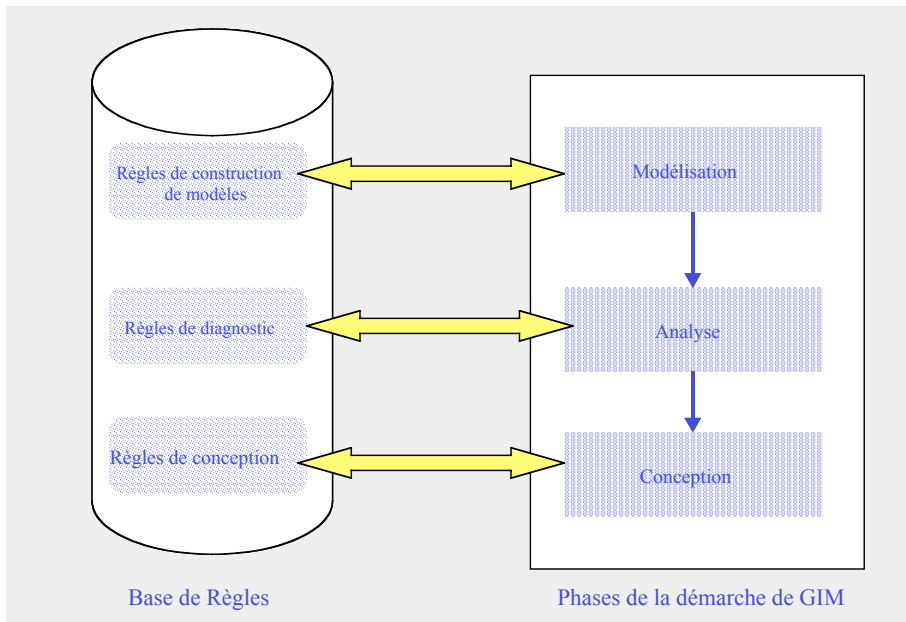 Règles de construction
de modèles
Modélisation
Règles de diagnostic
Analyse
Règles de conception
Conception
Base de Règles
Phases de la démarche de GIM